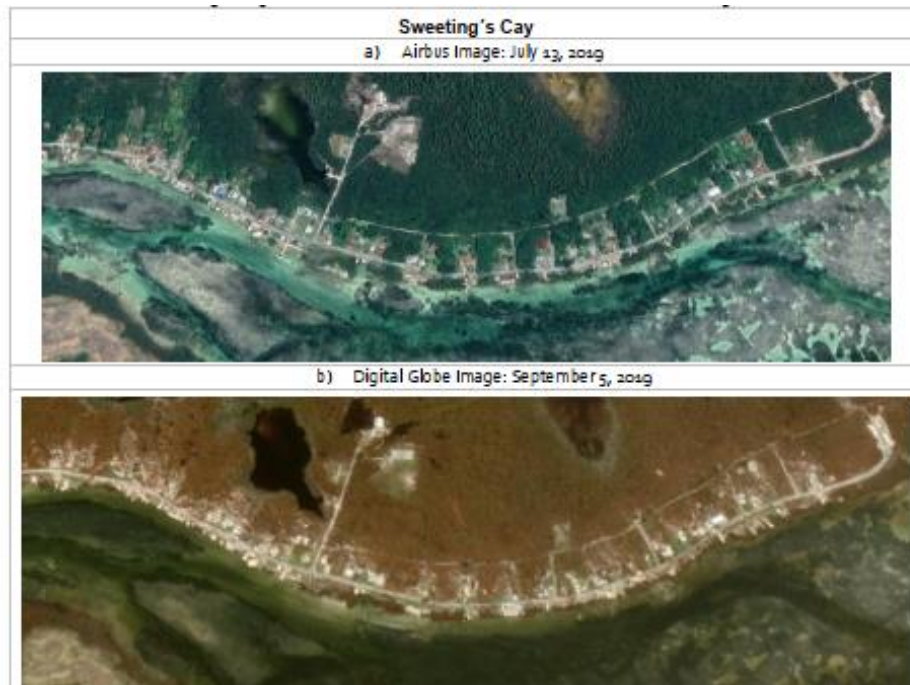 Sweeting's Cay
a) Airbus Image: July 13, 2019
b) Digital Globe Image: September 5, 2019